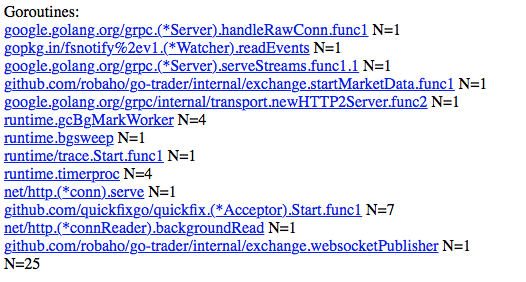 Goroutines:
google.golang.org/grpc.(*Server).handleRawConn.func1 N=1
gopkg.in/fsnotify%2ev1.(*Watcher).readEvents N=1
google.golang.org/grpc.(*Server).serveStreams.func1.1 N=1
github.com/robaho/go-trader/internal/exchange.startMarketData.func1 N=1
google.golang.org/grpc/internal/transport.newHTTP2Server.func2 N=1
runtime.gcBgMarkWorker N=4
runtime.bgsweep N=1
runtime/trace.Start.func1 N=1
runtime.timerproc N=4
net/http.(*conn).serve N=1
github.com/quickfixgo/quickfix.(*Acceptor).Start.func1 N=7
net/http.(*connReader).backgroundRead N=1
github.com/robaho/go-trader/internal/exchange.websocketPublisher N=1
N=25